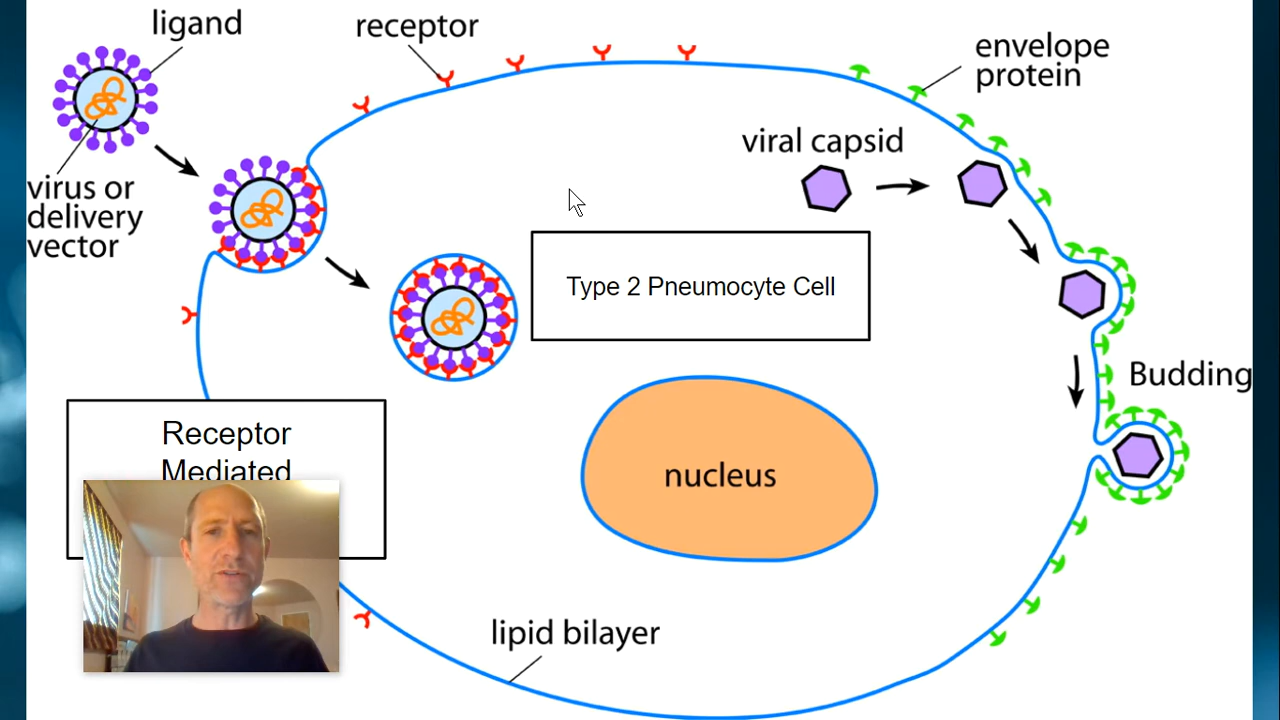 ligand
receptor
envelope
protein
viral capsid
virus or
delivery
vector
Type 2 Pneumocyte Cell
Budding
Receptor
Mediated
nucleus
lipid bilayer